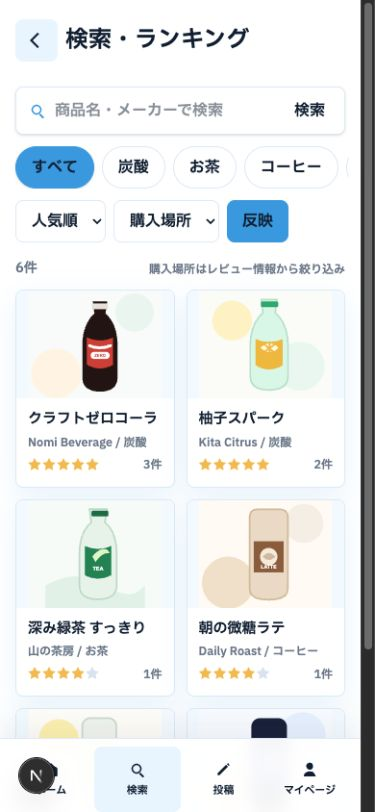 検索・ランキング
商品名・メーカーで検索 検索
すべて 炭酸 お茶 コーヒー
人気順 購入場所 反映
6件 購入場所はレビュー情報から絞り込み
ZERO
クラフトゼロコーラ
Nomi Beverage / 炭酸
3件
柚子スパーク
Kita Citrus / 炭酸
2件
TEA
深み緑茶 すっきり
山の茶房 / お茶
1件
LATTE
朝の微糖ラテ
Daily Roast / コーヒー
1件
N
ーム 検索 投稿 マイページ